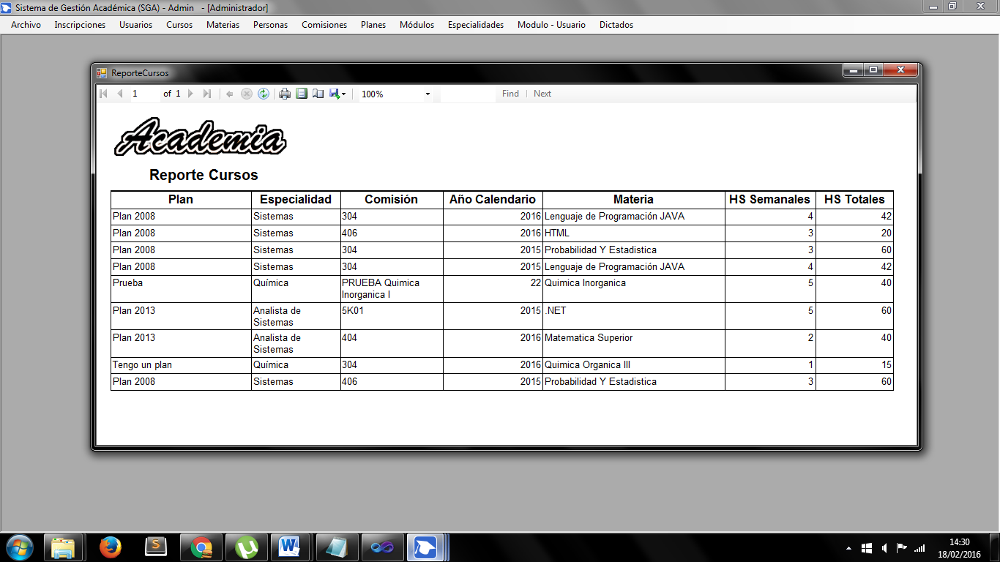 Sistema de Gestión Académica (SGA) - Admin - [Administrador]
Archivo Inscripciones Usuarios Cursos Materias Personas Comisiones Planes Módulos Especialidades Modulo - Usuario Dictados
ReporteCursos
1 of 1 100% Find Next
Academia
Reporte Cursos
Plan Especialidad Comisión Año Calendario Materia HS Semanales HS Totales
Plan 2008 Sistemas 304 2016 Lenguaje de Programación JAVA 4 42
Plan 2008 Sistemas 406 2016 HTML 3 20
Plan 2008 Sistemas 304 2015 Probabilidad Y Estadistica 3 60
Plan 2008 Sistemas 304 2015 Lenguaje de Programación JAVA 4 42
Prueba Química PRUEBA Quimica Inorganica I 22 Quimica Inorganica 5 40
Plan 2013 Analista de Sistemas 5K01 2015 .NET 5 60
Plan 2013 Analista de Sistemas 404 2016 Matematica Superior 2 40
Tengo un plan Química 304 2016 Quimica Organica III 1 15
Plan 2008 Sistemas 406 2015 Probabilidad Y Estadistica 3 60
14:30
18/02/2016